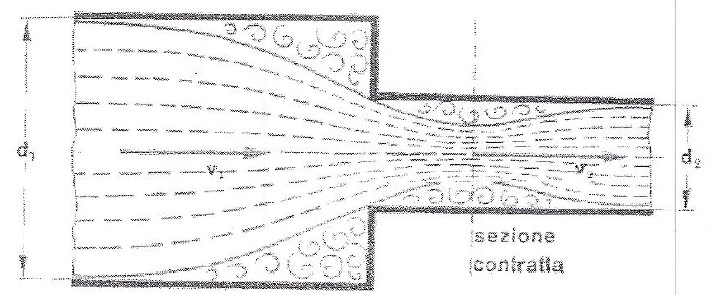 d₁
v₁
v₂
d₂
sezione
contratta